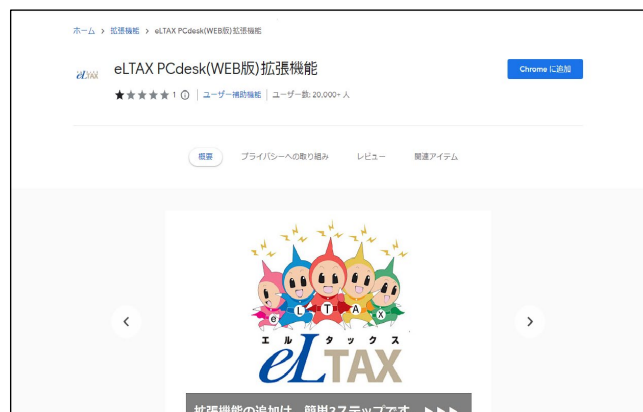 ホーム > 拡張機能 > eLTAX PCdesk(WEB版)拡張機能
eLTAX
eLTAX PCdesk(WEB版)拡張機能
Chrome に追加
★★★★★ 1 ⓘ | ユーザー補助機能 | ユーザー数: 20,000+ 人
概要 プライバシーへの取り組み レビュー 関連アイテム
e L T A X
エルタックス
eLTAX
拡張機能の追加は、簡単3ステップです ▶▶▶